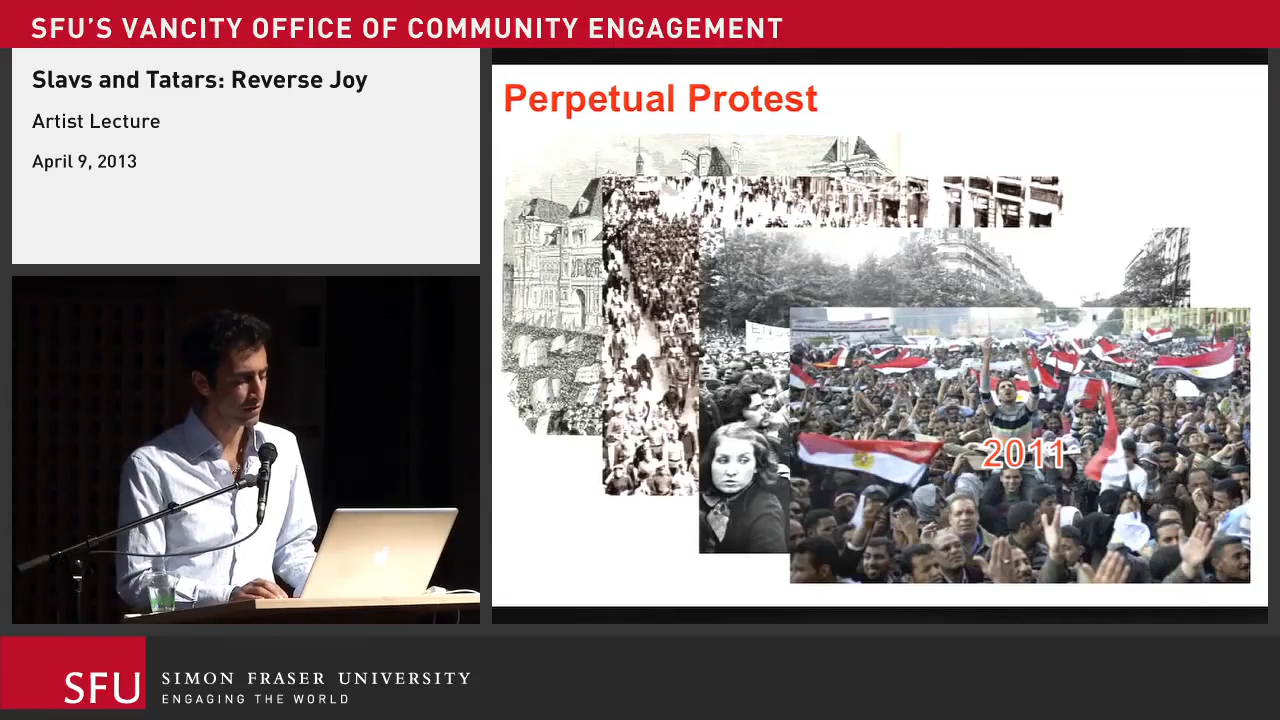 SFU'S VANCITY OFFICE OF COMMUNITY ENGAGEMENT
Slavs and Tatars: Reverse Joy
Artist Lecture
April 9, 2013
Perpetual Protest
2011
SFU
SIMON FRASER UNIVERSITY
ENGAGING THE WORLD